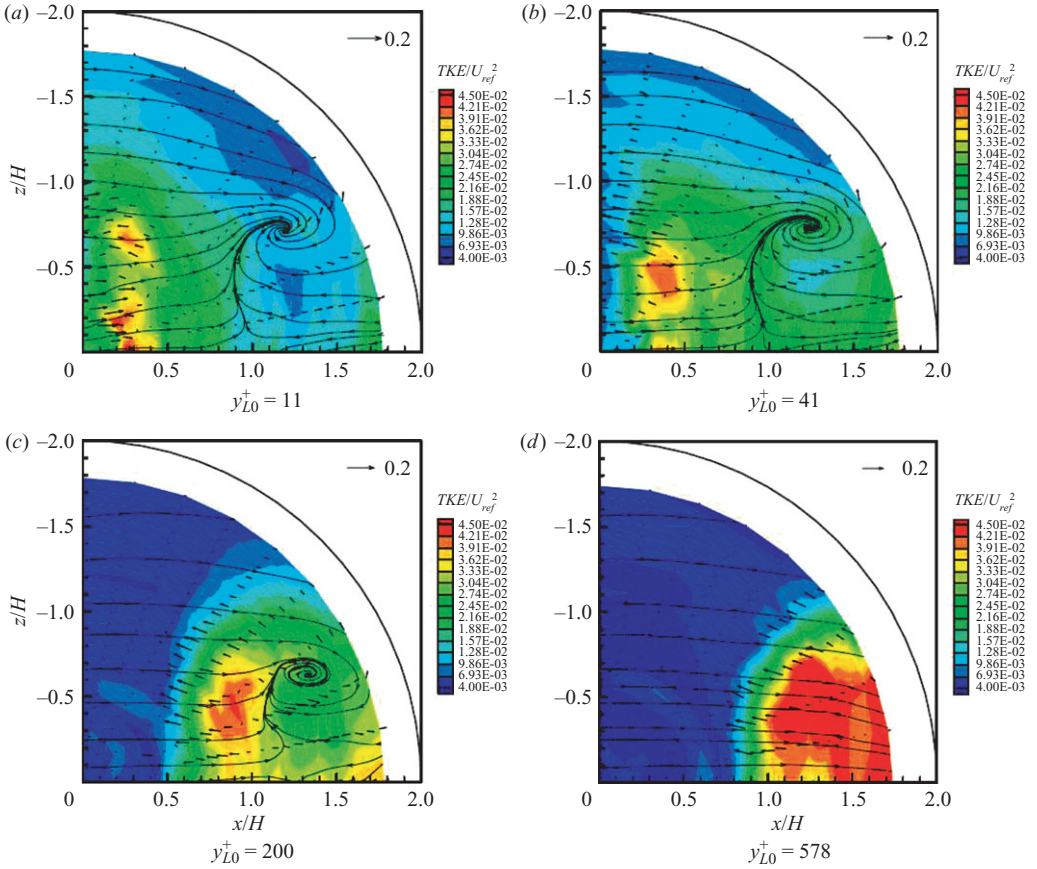 (a)
−2.0
−1.5
−1.0
−0.5
z/H
0 0.5 1.0 1.5 2.0
y⁺L0 = 11
0.2
TKE/Uref²
4.50E-02
4.21E-02
3.91E-02
3.62E-02
3.33E-02
3.04E-02
2.74E-02
2.45E-02
2.16E-02
1.88E-02
1.57E-02
1.28E-02
9.86E-03
6.93E-03
4.00E-03
(b)
−2.0
−1.5
−1.0
−0.5
0 0.5 1.0 1.5 2.0
y⁺L0 = 41
0.2
TKE/Uref²
4.50E-02
4.21E-02
3.91E-02
3.62E-02
3.33E-02
3.04E-02
2.74E-02
2.45E-02
2.16E-02
1.88E-02
1.57E-02
1.28E-02
9.86E-03
6.93E-03
4.00E-03
(c)
−2.0
−1.5
−1.0
−0.5
z/H
0 0.5 1.0 1.5 2.0
x/H
y⁺L0 = 200
0.2
TKE/Uref²
4.50E-02
4.21E-02
3.91E-02
3.62E-02
3.33E-02
3.04E-02
2.74E-02
2.45E-02
2.16E-02
1.88E-02
1.57E-02
1.28E-02
9.86E-03
6.93E-03
4.00E-03
(d)
−2.0
−1.5
−1.0
−0.5
0 0.5 1.0 1.5 2.0
x/H
y⁺L0 = 578
0.2
TKE/Uref²
4.50E-02
4.21E-02
3.91E-02
3.62E-02
3.33E-02
3.04E-02
2.74E-02
2.45E-02
2.16E-02
1.88E-02
1.57E-02
1.28E-02
9.86E-03
6.93E-03
4.00E-03